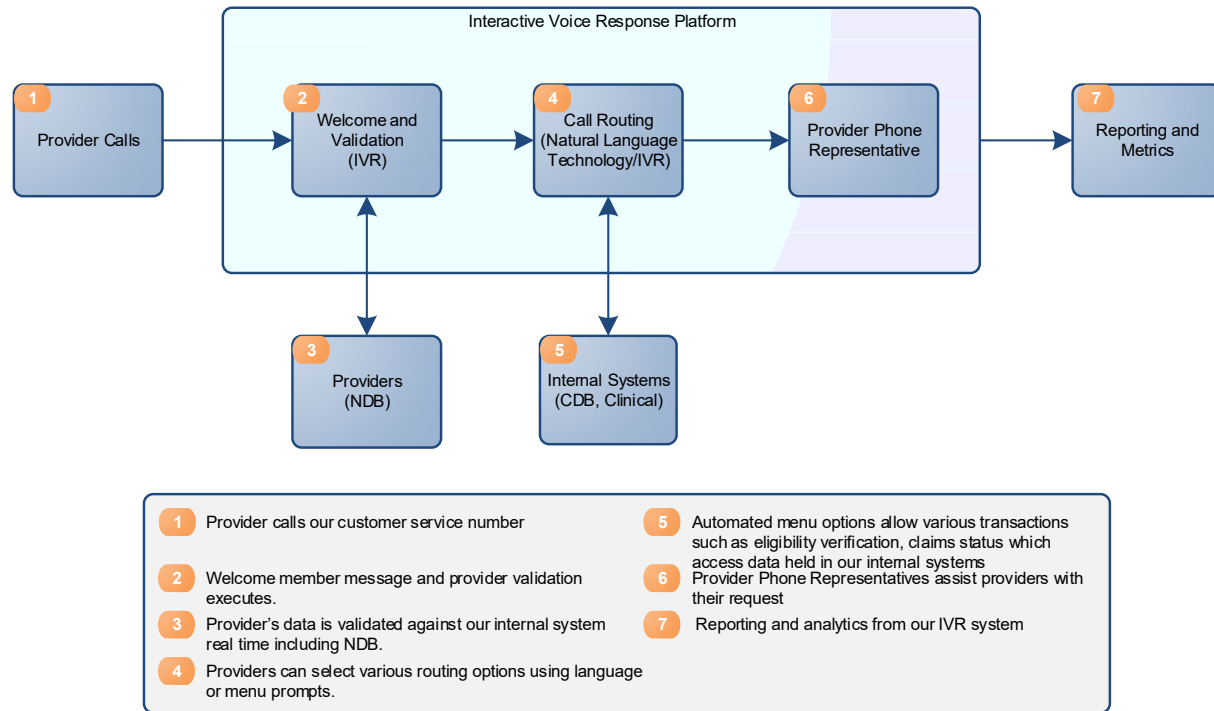 Interactive Voice Response Platform
1
Provider Calls
2
Welcome and
Validation
(IVR)
4
Call Routing
(Natural Language
Technology/IVR)
6
Provider Phone
Representative
7
Reporting and
Metrics
3
Providers
(NDB)
5
Internal Systems
(CDB, Clinical)
1 Provider calls our customer service number
2 Welcome member message and provider validation
executes.
3 Provider's data is validated against our internal system
real time including NDB.
4 Providers can select various routing options using language
or menu prompts.
5 Automated menu options allow various transactions
such as eligibility verification, claims status which
access data held in our internal systems
6 Provider Phone Representatives assist providers with
their request
7 Reporting and analytics from our IVR system